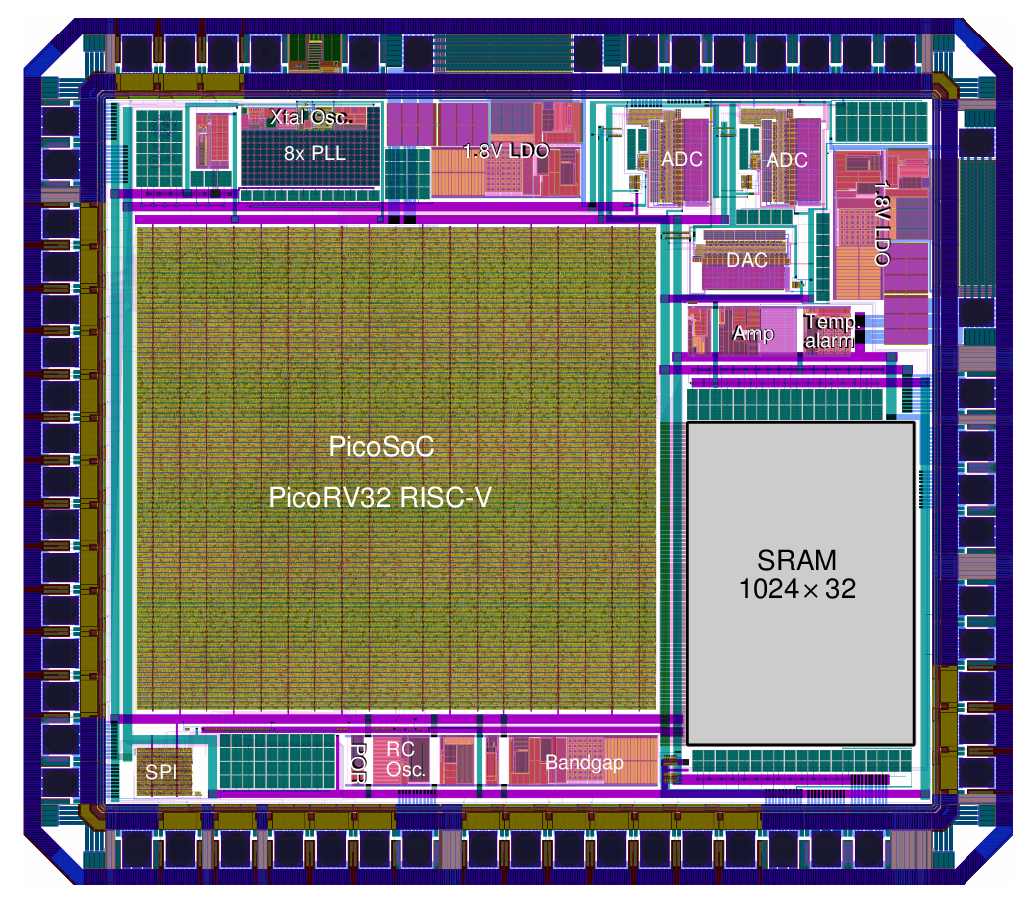 Xtal Osc.
8x PLL
1.8V LDO
ADC
ADC
1.8V LDO
DAC
Amp
Temp.
alarm
PicoSoC
PicoRV32 RISC-V
SRAM
1024×32
SPI
POR
RC
Osc.
Bandgap